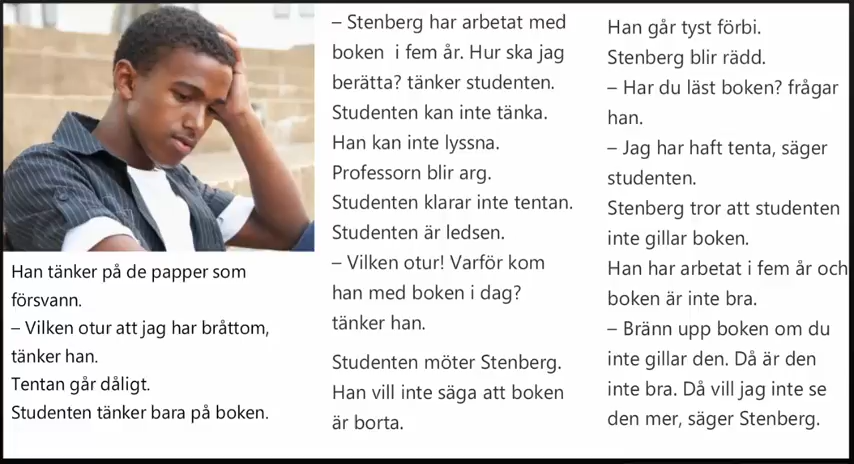 Han tänker på de papper som
försvann.
– Vilken otur att jag har bråttom,
tänker han.
Tentan går dåligt.
Studenten tänker bara på boken.
– Stenberg har arbetat med
boken i fem år. Hur ska jag
berätta? tänker studenten.
Studenten kan inte tänka.
Han kan inte lyssna.
Professorn blir arg.
Studenten klarar inte tentan.
Studenten är ledsen.
– Vilken otur! Varför kom
han med boken i dag?
tänker han.
Studenten möter Stenberg.
Han vill inte säga att boken
är borta.
Han går tyst förbi.
Stenberg blir rädd.
– Har du läst boken? frågar
han.
– Jag har haft tenta, säger
studenten.
Stenberg tror att studenten
inte gillar boken.
Han har arbetat i fem år och
boken är inte bra.
– Bränn upp boken om du
inte gillar den. Då är den
inte bra. Då vill jag inte se
den mer, säger Stenberg.